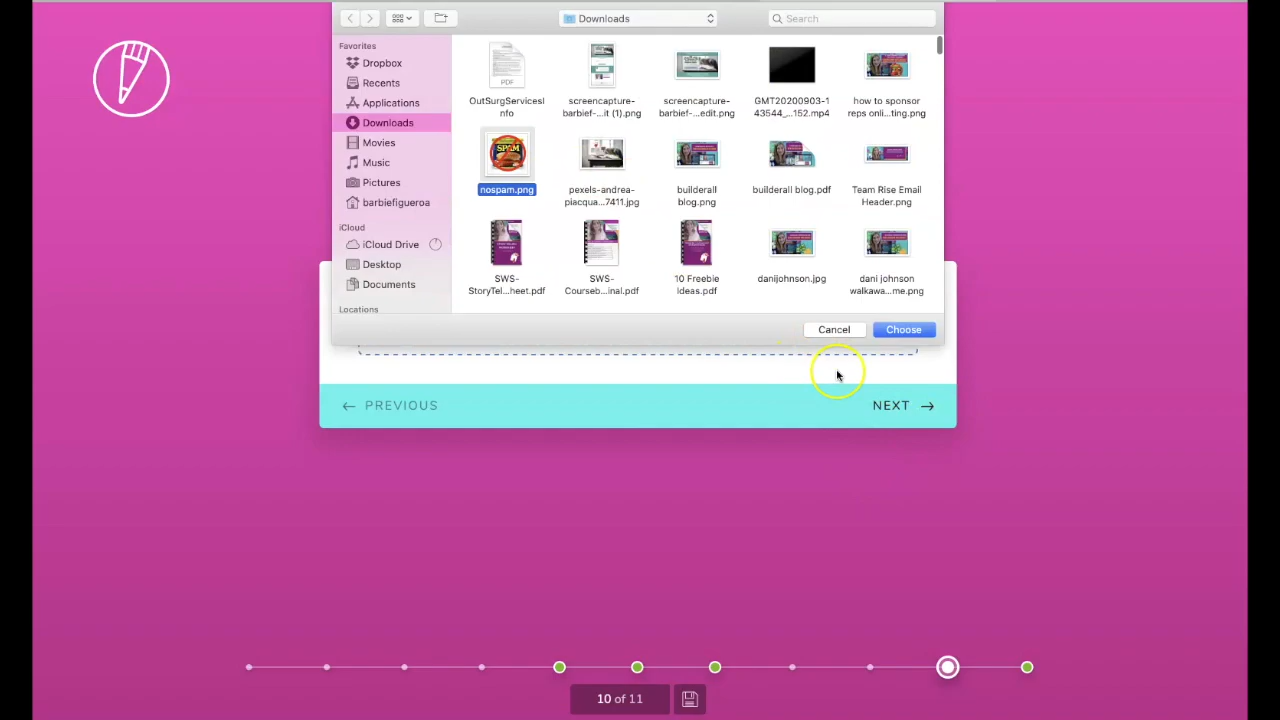 Downloads
Search
Favorites
Dropbox
Recents
Applications
Downloads
Movies
Music
Pictures
barbiefigueroa
iCloud
iCloud Drive
Desktop
Documents
Locations
PDF
OutSurgServicesI
nfo
screencapture-
barbief-...it (1).png
screencapture-
barbief-...edit.png
GMT20200903-1
43544_...152.mp4
how to sponsor
reps onli...ting.png
SPAM
nospam.png
pexels-andrea-
piacqua...7411.jpg
builderall
blog.png
builderall blog.pdf
Team Rise Email
Header.png
SWS-
StoryTel...heet.pdf
SWS-
Courseb...inal.pdf
10 Freebie
Ideas.pdf
danijohnson.jpg
dani johnson
walkawa...me.png
Cancel
Choose
← PREVIOUS
NEXT →
10 of 11